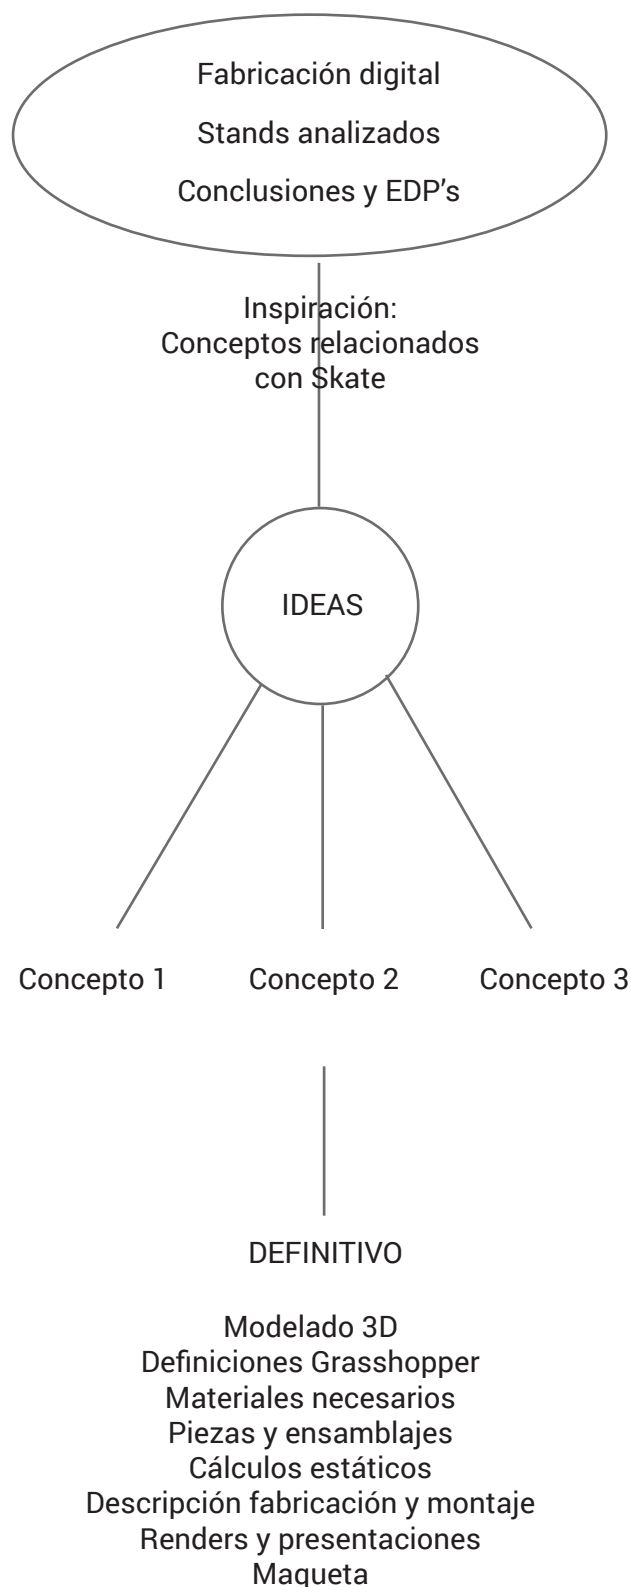 Fabricación digital
Stands analizados
Conclusiones y EDP's
Inspiración:
Conceptos relacionados
con Skate
IDEAS
Concepto 1 Concepto 2 Concepto 3
DEFINITIVO
Modelado 3D
Definiciones Grasshopper
Materiales necesarios
Piezas y ensamblajes
Cálculos estáticos
Descripción fabricación y montaje
Renders y presentaciones
Maqueta